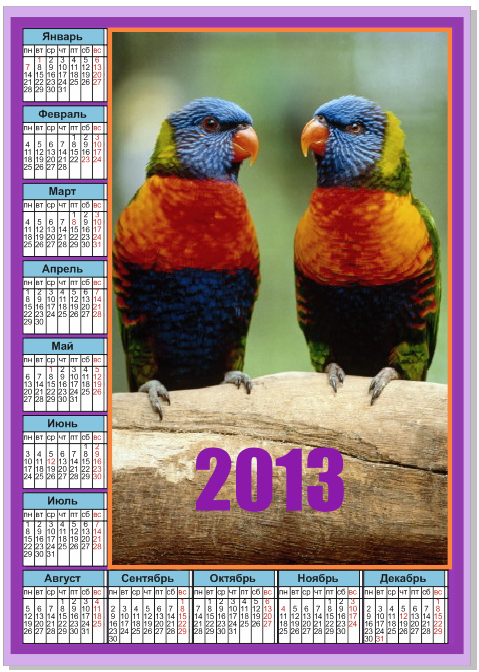 Январь
пн вт ср чт пт сб вс
1 2 3 4 5 6
7 8 9 10 11 12 13
14 15 16 17 18 19 20
21 22 23 24 25 26 27
28 29 30 31
Февраль
пн вт ср чт пт сб вс
1 2 3
4 5 6 7 8 9 10
11 12 13 14 15 16 17
18 19 20 21 22 23 24
25 26 27 28
Март
пн вт ср чт пт сб вс
1 2 3
4 5 6 7 8 9 10
11 12 13 14 15 16 17
18 19 20 21 22 23 24
25 26 27 28 29 30 31
Апрель
пн вт ср чт пт сб вс
1 2 3 4 5 6 7
8 9 10 11 12 13 14
15 16 17 18 19 20 21
22 23 24 25 26 27 28
29 30
Май
пн вт ср чт пт сб вс
1 2 3 4 5
6 7 8 9 10 11 12
13 14 15 16 17 18 19
20 21 22 23 24 25 26
27 28 29 30 31
Июнь
пн вт ср чт пт сб вс
1 2
3 4 5 6 7 8 9
10 11 12 13 14 15 16
17 18 19 20 21 22 23
24 25 26 27 28 29 30
Июль
пн вт ср чт пт сб вс
1 2 3 4 5 6 7
8 9 10 11 12 13 14
15 16 17 18 19 20 21
22 23 24 25 26 27 28
29 30 31
2013
Август
пн вт ср чт пт сб вс
1 2 3 4
5 6 7 8 9 10 11
12 13 14 15 16 17 18
19 20 21 22 23 24 25
26 27 28 29 30 31
Сентябрь
пн вт ср чт пт сб вс
1
2 3 4 5 6 7 8
9 10 11 12 13 14 15
16 17 18 19 20 21 22
23 24 25 26 27 28 29
30
Октябрь
пн вт ср чт пт сб вс
1 2 3 4 5 6
7 8 9 10 11 12 13
14 15 16 17 18 19 20
21 22 23 24 25 26 27
28 29 30 31
Ноябрь
пн вт ср чт пт сб вс
1 2 3
4 5 6 7 8 9 10
11 12 13 14 15 16 17
18 19 20 21 22 23 24
25 26 27 28 29 30
Декабрь
пн вт ср чт пт сб вс
1
2 3 4 5 6 7 8
9 10 11 12 13 14 15
16 17 18 19 20 21 22
23 24 25 26 27 28 29
30 31